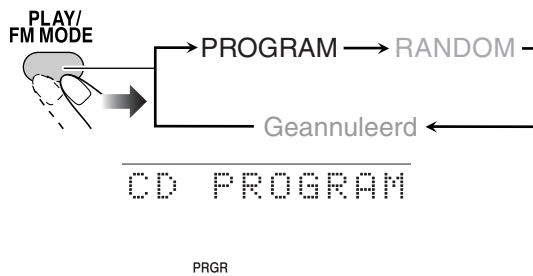 PLAY/
FM MODE
PROGRAM
RANDOM
Geannuleerd
CD PROGRAM
PRGR